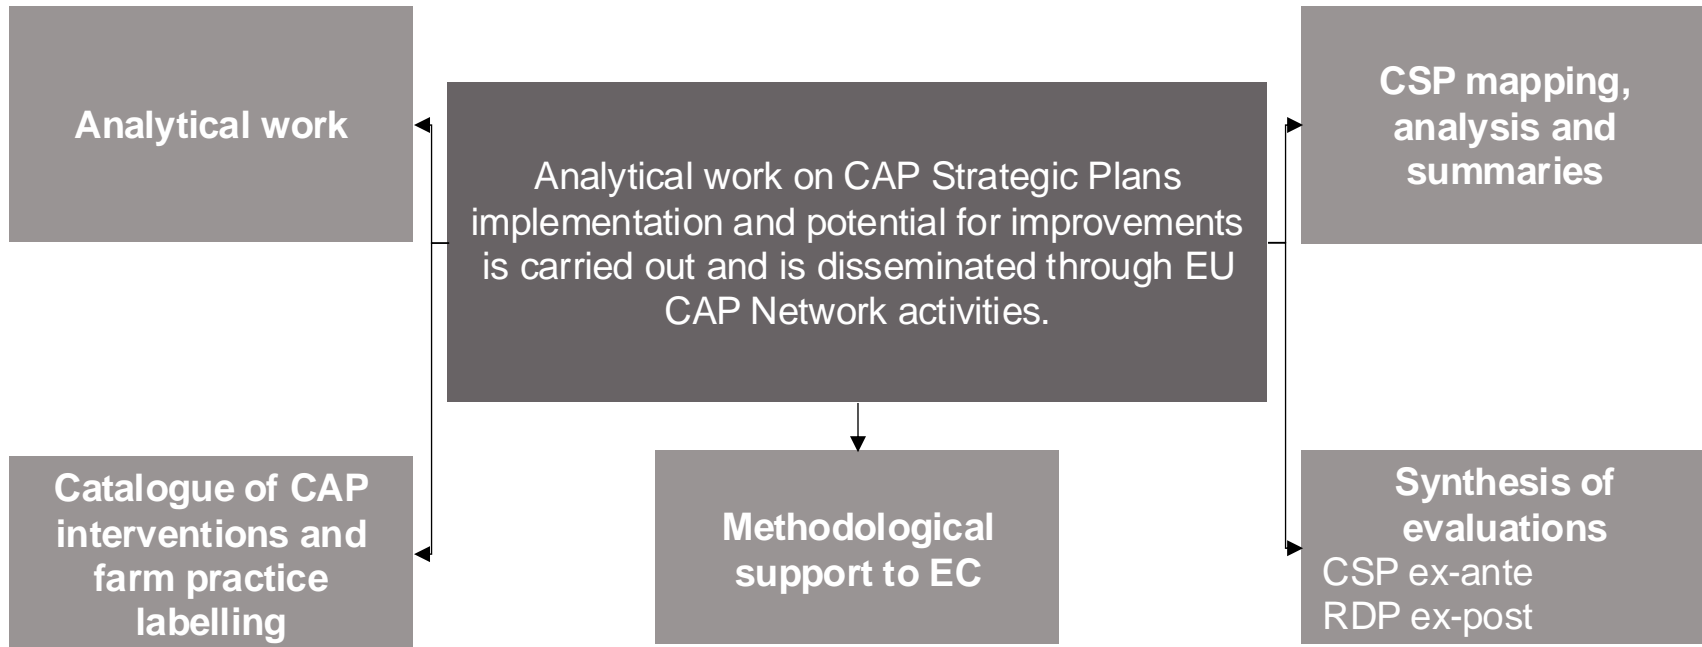 Analytical work
Analytical work on CAP Strategic Plans
implementation and potential for improvements
is carried out and is disseminated through EU
CAP Network activities.
CSP mapping,
analysis and
summaries
Catalogue of CAP
interventions and
farm practice
labelling
Methodological
support to EC
Synthesis of
evaluations
CSP ex-ante
RDP ex-post